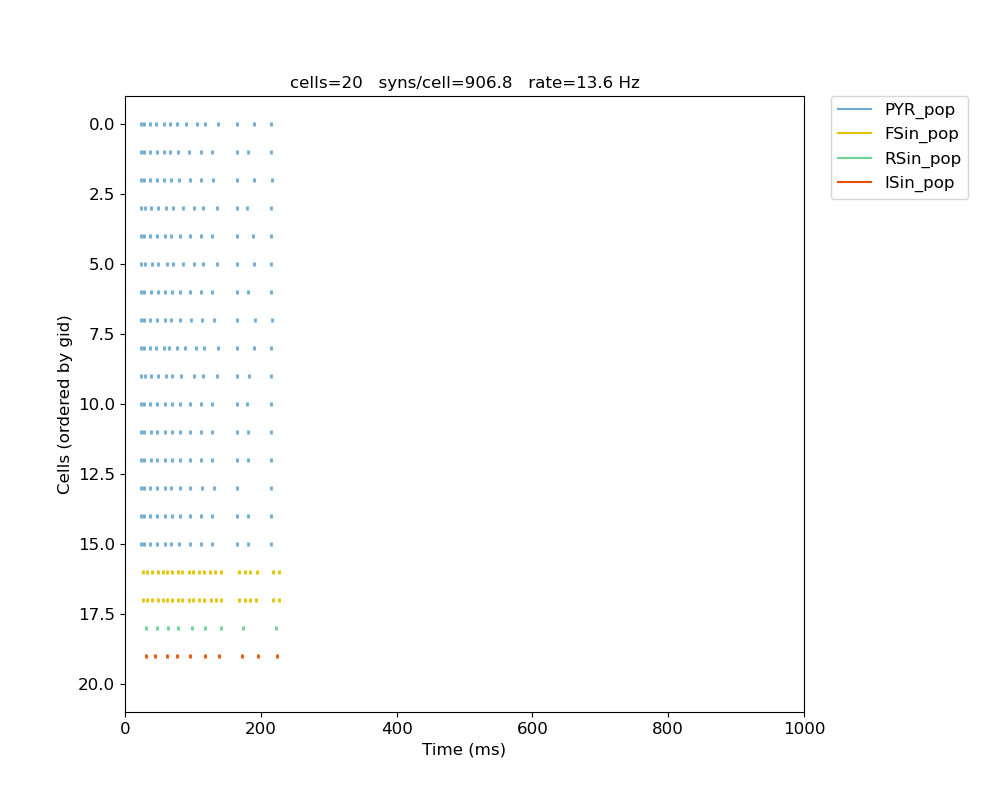 cells=20   syns/cell=906.8   rate=13.6 Hz
PYR_pop
FSin_pop
RSin_pop
ISin_pop
Cells (ordered by gid)
0.0
2.5
5.0
7.5
10.0
12.5
15.0
17.5
20.0
0 200 400 600 800 1000
Time (ms)